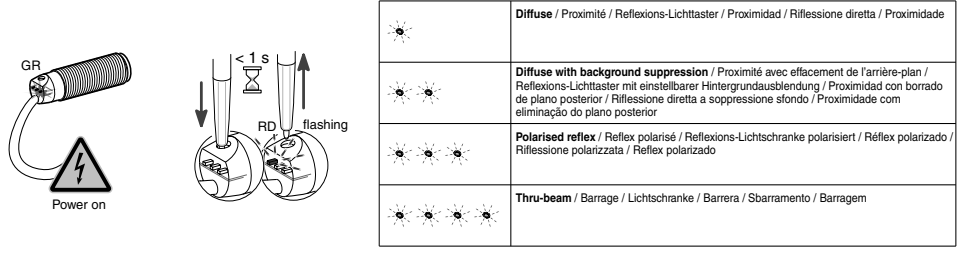 GR
Power on
< 1 s
RD
flashing
Diffuse / Proximité / Reflexions-Lichttaster / Proximidad / Riflessione diretta / Proximidade
Diffuse with background suppression / Proximité avec effacement de l'arrière-plan /
Reflexions-Lichttaster mit einstellbarer Hintergrundausblendung / Proximidad con borrado
de plano posterior / Riflessione diretta a soppressione sfondo / Proximidade com
eliminação do plano posterior
Polarised reflex / Reflex polarisé / Reflexions-Lichtschranke polarisiert / Réflex polarizado /
Riflessione polarizzata / Reflex polarizado
Thru-beam / Barrage / Lichtschranke / Barrera / Sbarramento / Barragem